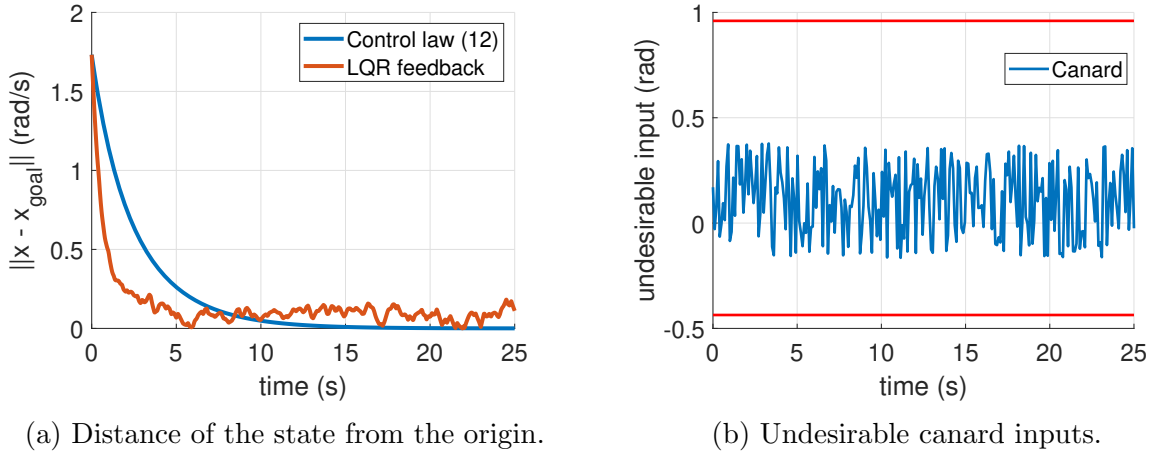 ||x - x_goal|| (rad/s)
2
1.5
1
0.5
0
0 5 10 15 20 25
time (s)
Control law (12)
LQR feedback
(a) Distance of the state from the origin.
undesirable input (rad)
1
0.5
0
-0.5
0 5 10 15 20 25
time (s)
Canard
(b) Undesirable canard inputs.